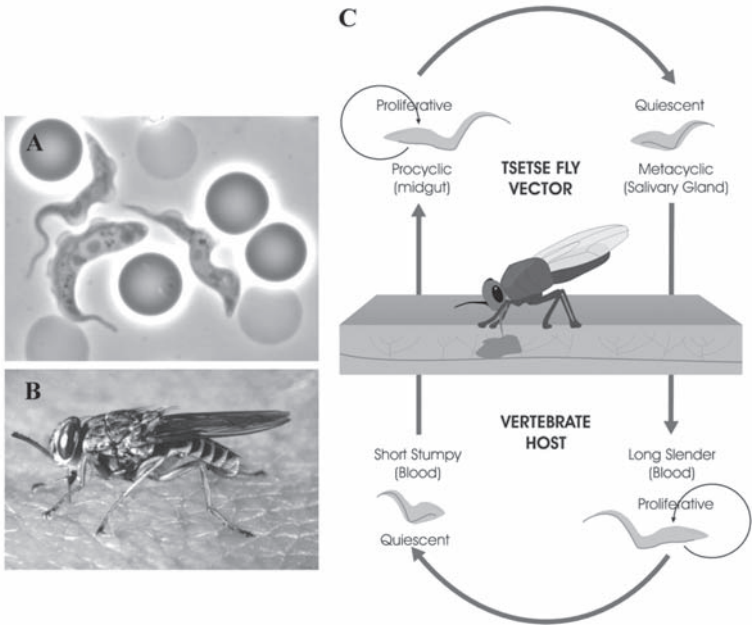 A
B
C
Proliferative
Procyclic
(midgut)
TSETSE FLY
VECTOR
Quiescent
Metacyclic
(Salivary Gland)
VERTEBRATE
HOST
Short Stumpy
(Blood)
Quiescent
Long Slender
(Blood)
Proliferative